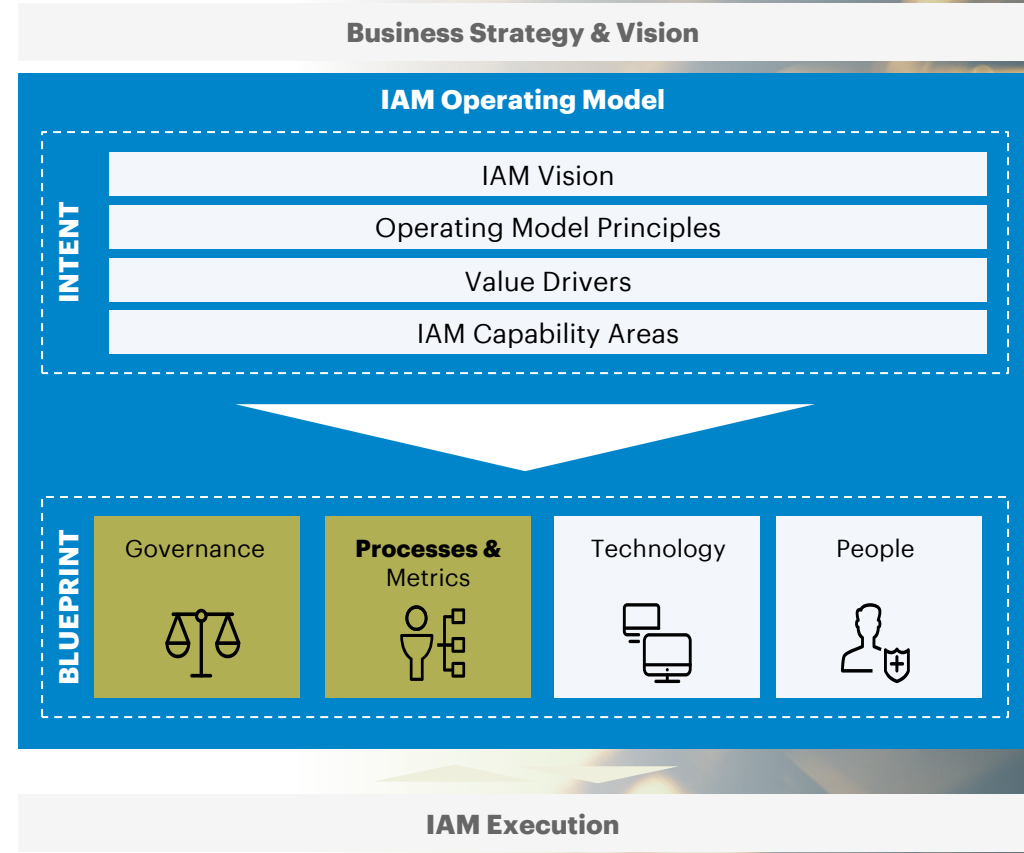 Business Strategy & Vision
IAM Operating Model
INTENT
IAM Vision
Operating Model Principles
Value Drivers
IAM Capability Areas
BLUEPRINT
Governance
Processes &
Metrics
Technology
People
IAM Execution